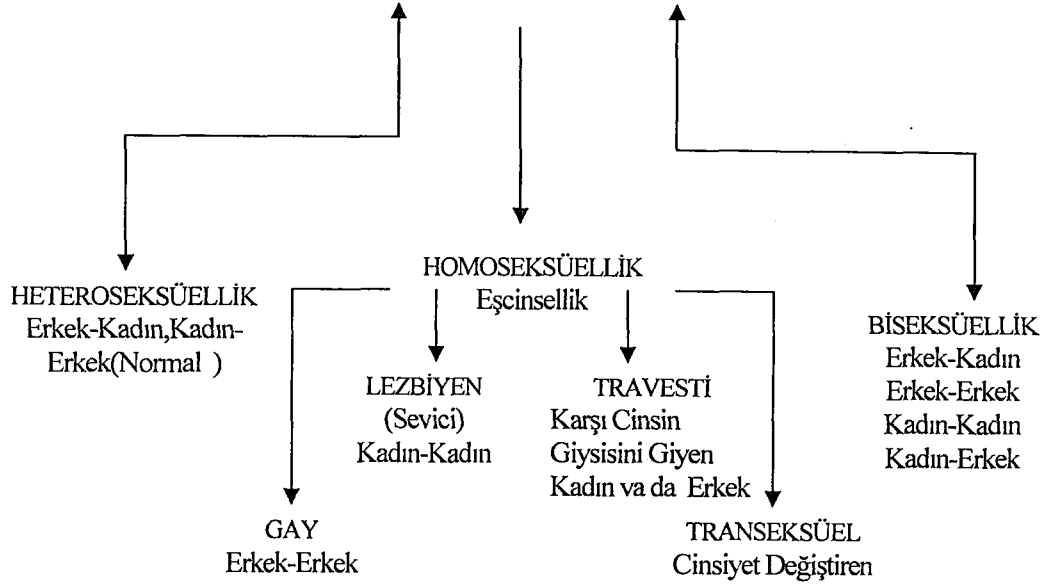 HETEROSEKSÜELLİK
Erkek-Kadın,Kadın-
Erkek(Normal )
HOMOSEKSÜELLİK
Eşcinsellik
BİSEKSÜELLİK
Erkek-Kadın
Erkek-Erkek
Kadın-Kadın
Kadın-Erkek
LEZBİYEN
(Sevici)
Kadın-Kadın
TRAVESTİ
Karşı Cinsin
Giysisini Giyen
Kadın va da Erkek
GAY
Erkek-Erkek
TRANSEKSÜEL
Cinsiyet Değiştiren